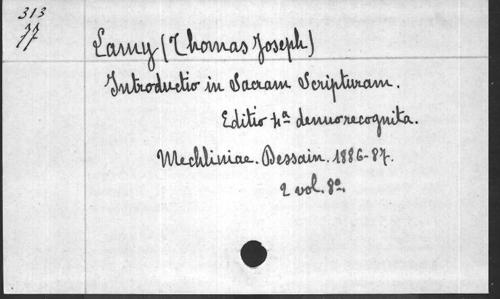 313
77
Lamy (Thomas Joseph)
Introductio in Sacram Scripturam.
Editio 4a denuo recognita.
Mechliniae. Dessain. 1886-87.
2 vol. 8o.